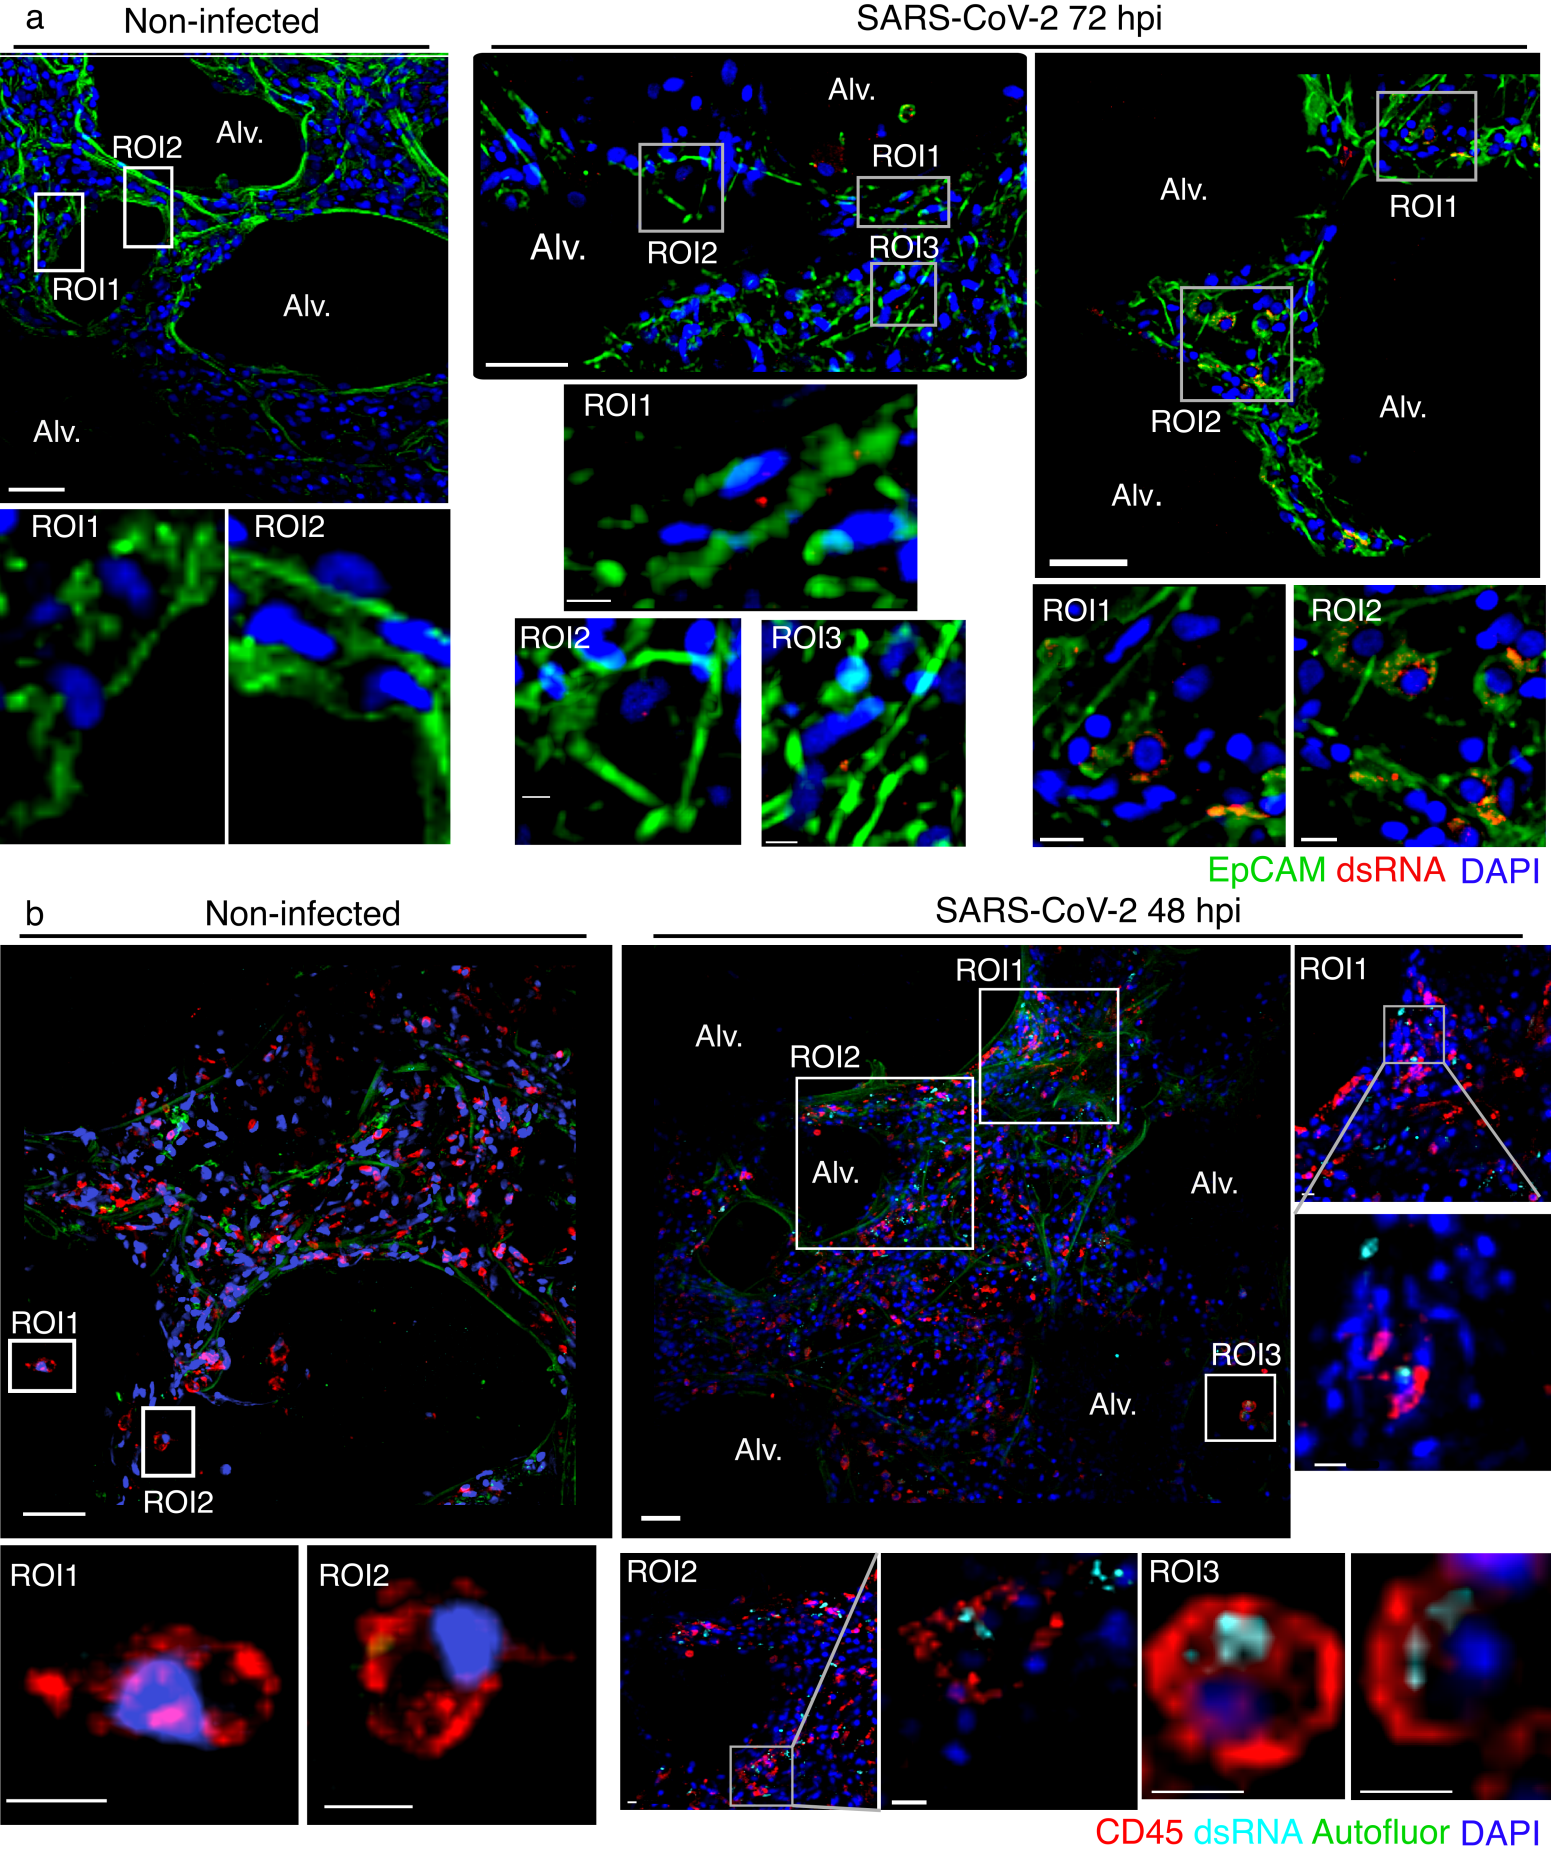 a
Non-infected
SARS-CoV-2 72 hpi
Alv.
ROI2
ROI1
Alv.
Alv.
ROI1
ROI2
Alv.
ROI1
ROI2
Alv.
ROI3
ROI1
ROI2
ROI3
Alv.
ROI1
ROI2
Alv.
Alv.
ROI1
ROI2
EpCAM dsRNA DAPI
b
Non-infected
SARS-CoV-2 48 hpi
ROI1
ROI2
ROI1
ROI2
ROI1
Alv.
ROI2
Alv.
Alv.
ROI3
Alv.
Alv.
ROI1
ROI2
ROI3
CD45 dsRNA Autofluor DAPI